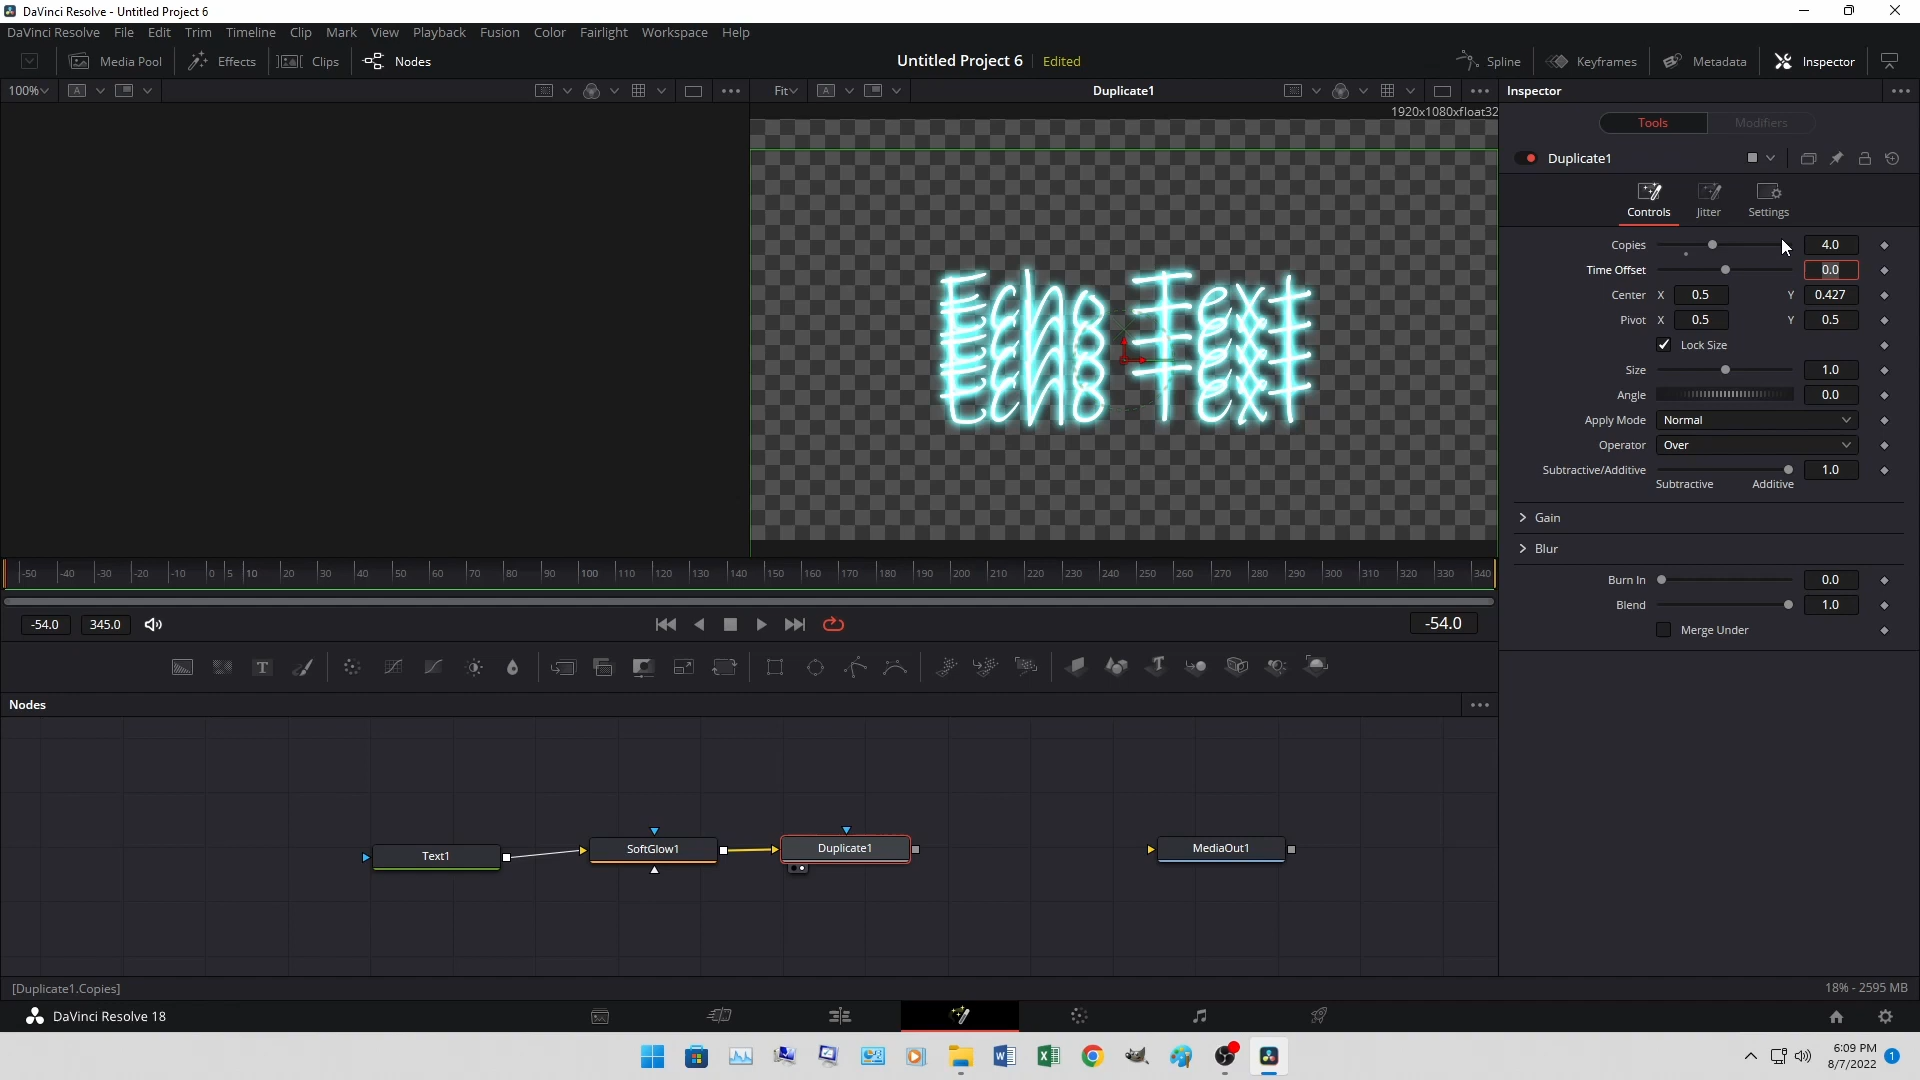 DaVinci Resolve - Untitled Project 6
DaVinci Resolve File Edit Trim Timeline Clip Mark View Playback Fusion Color Fairlight Workspace Help
Media Pool Effects Clips Nodes Untitled Project 6 Edited Spline Keyframes Metadata Inspector
100% A Fit A Duplicate1 Inspector
1920x1080xfloat32
Tools Modifiers
Duplicate1
Controls Jitter Settings
Copies 4.0
Time Offset 0.0
Center X 0.5 Y 0.427
Pivot X 0.5 Y 0.5
Lock Size
Size 1.0
Angle 0.0
Apply Mode Normal
Operator Over
Subtractive/Additive 1.0
Subtractive Additive
Gain
Blur
Burn In 0.0
Blend 1.0
Merge Under
Echo Text
Echo Text
Echo Text
Echo Text
Echo Text
-50 -40 -30 -20 -10 0 5 10 20 30 40 50 60 70 80 90 100 110 120 130 140 150 160 170 180 190 200 210 220 230 240 250 260 270 280 290 300 310 320 330 340
-54.0 345.0 -54.0
T
Nodes
Text1 SoftGlow1 Duplicate1 MediaOut1
[Duplicate1.Copies] 18% - 2595 MB
DaVinci Resolve 18
6:09 PM
8/7/2022 1